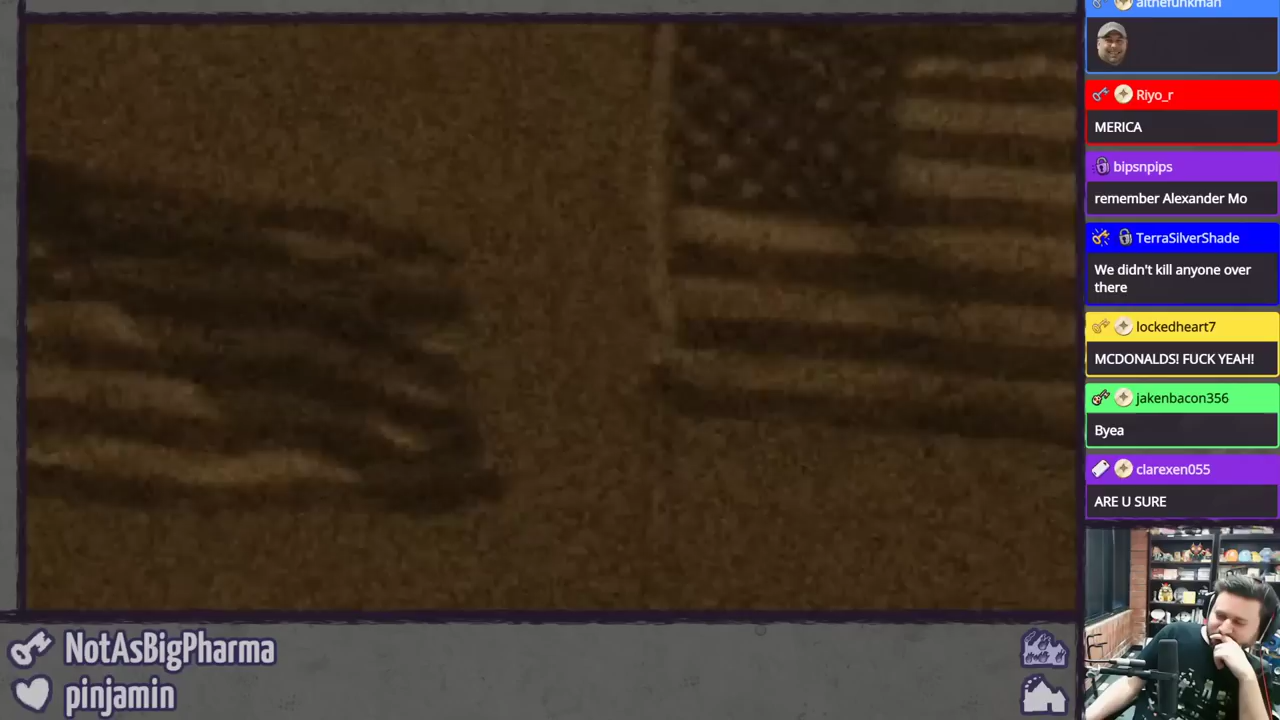 althefunkman
Riyo_r
MERICA
bipsnpips
remember Alexander Mo
TerraSilverShade
We didn't kill anyone over
there
lockedheart7
MCDONALDS! FUCK YEAH!
jakenbacon356
Byea
clarexen055
ARE U SURE
NotAsBigPharma
pinjamin